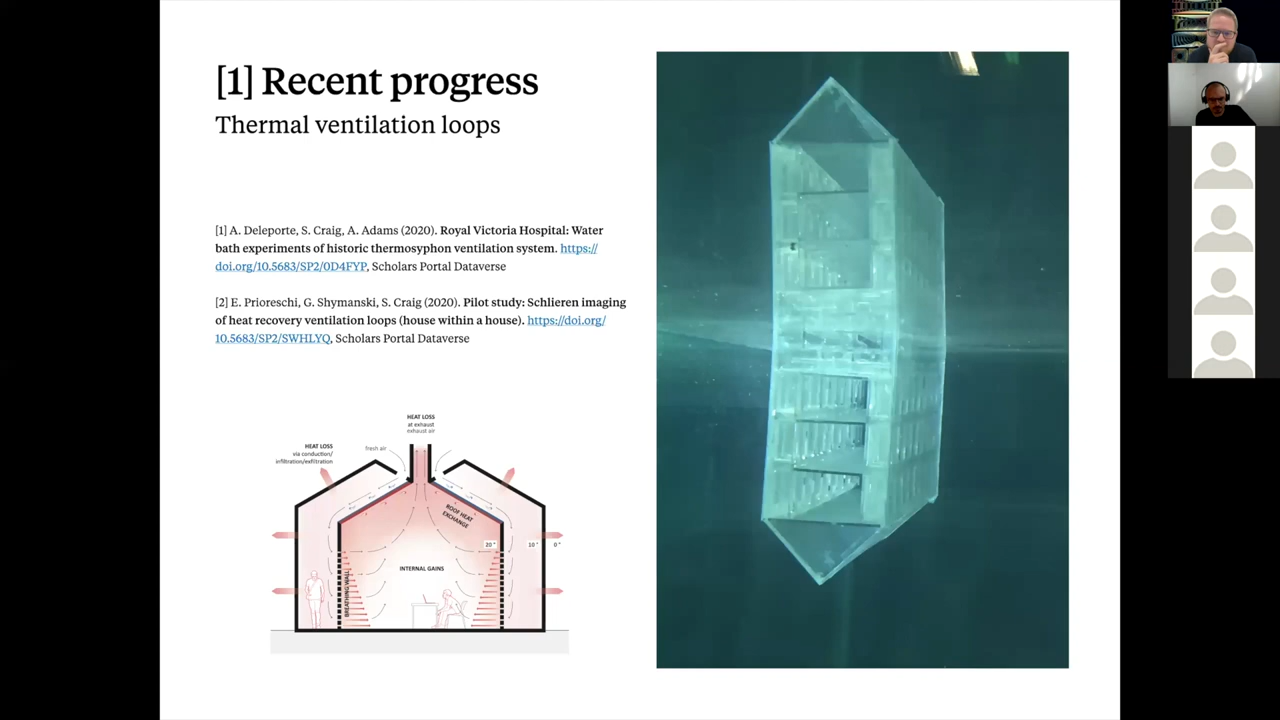 [1] Recent progress
Thermal ventilation loops
[1] A. Deleporte, S. Craig, A. Adams (2020). Royal Victoria Hospital: Water
bath experiments of historic thermosyphon ventilation system. https://
doi.org/10.5683/SP2/0D4FYP, Scholars Portal Dataverse
[2] E. Prioreschi, G. Shymanski, S. Craig (2020). Pilot study: Schlieren imaging
of heat recovery ventilation loops (house within a house). https://doi.org/
10.5683/SP2/SWHLYQ, Scholars Portal Dataverse
HEAT LOSS
at exhaust
exhaust air
fresh air
HEAT LOSS
via conduction/
infiltration/exfiltration
ROOF HEAT
EXCHANGE
20° 10° 0°
INTERNAL GAINS
BREATHING WALL